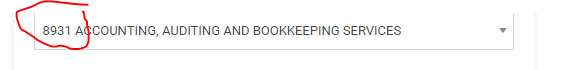 8931 ACCOUNTING, AUDITING AND BOOKKEEPING SERVICES